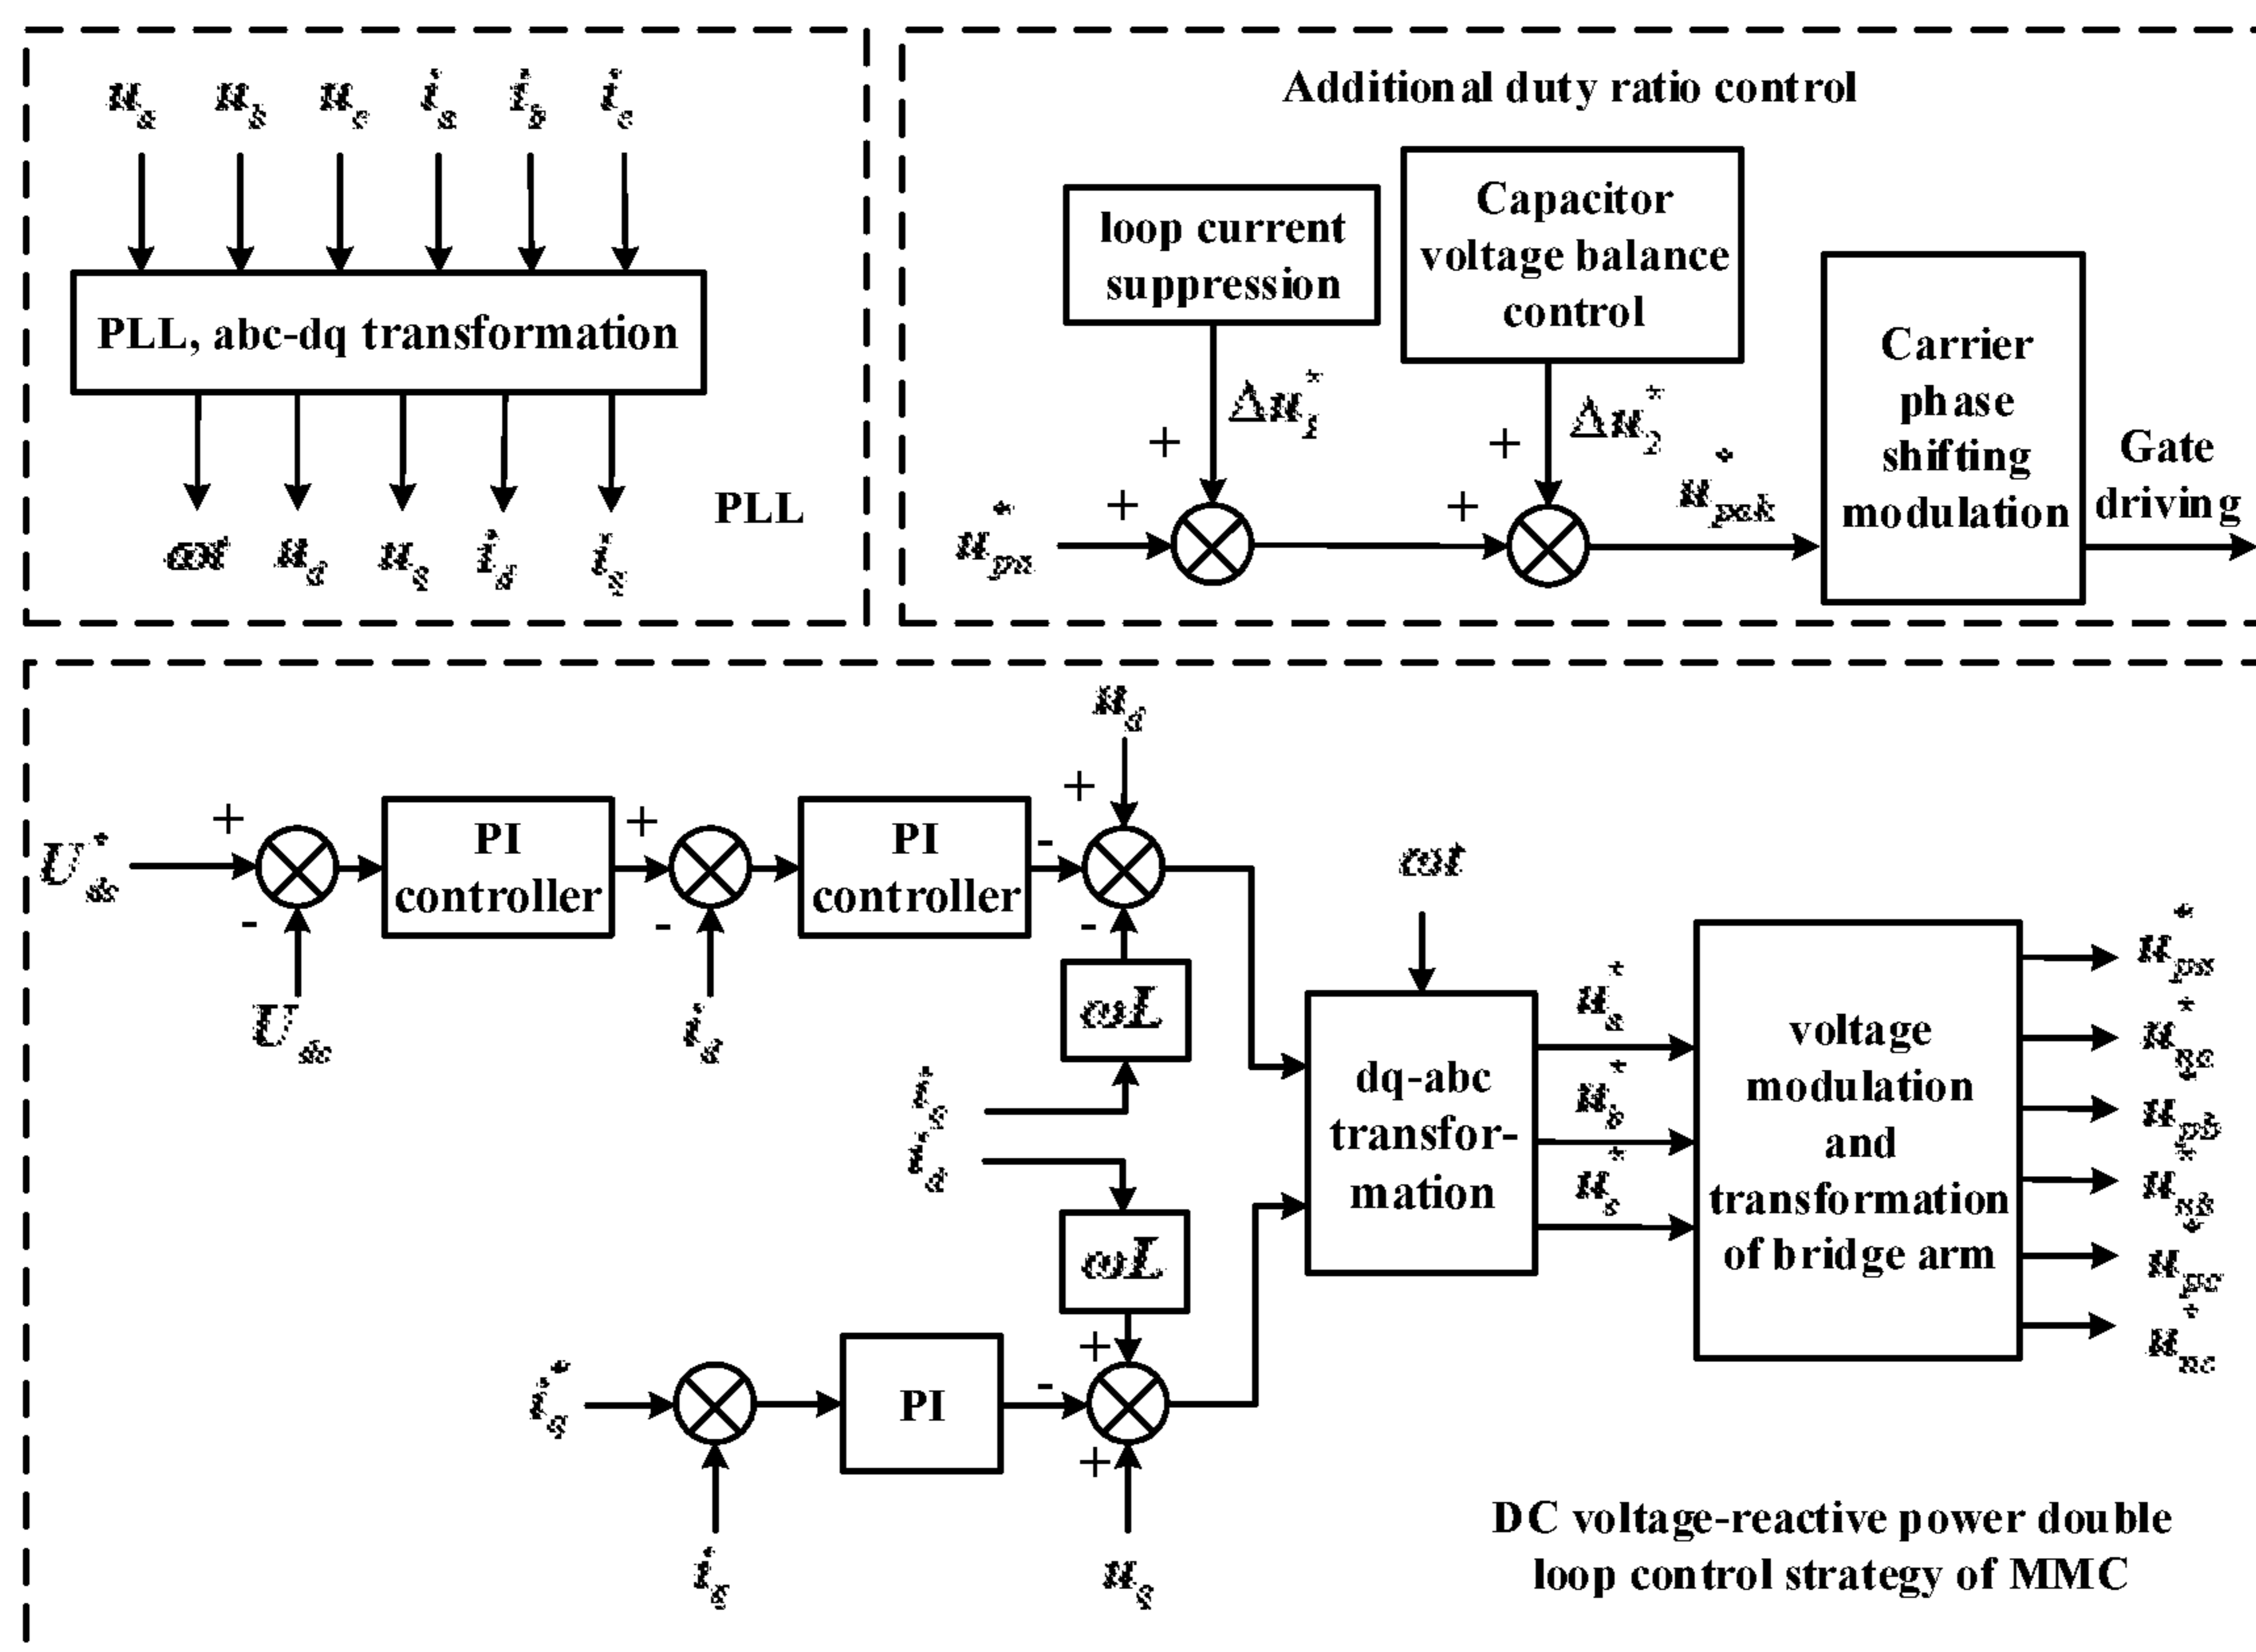 u_a u_b u_c i_a i_b i_c
PLL, abc-dq transformation
ωt u_d u_q i_d i_q
PLL
Additional duty ratio control
loop current
suppression
Capacitor
voltage balance
control
Carrier
phase
shifting
modulation
Gate
driving
Δu_1^*
Δu_2^*
+ +
+ +
u_pa^*
u_pak^*
u_d
+
U_dc^*
+
-
U_dc
PI
controller
+
-
i_d
PI
controller
-
-
ωL
i_q
i_d
ωL
i_q^*
i_q
PI
-
+
+
u_q
ωt
dq-abc
transfor-
mation
u_a^*
u_b^*
u_c^*
voltage
modulation
and
transformation
of bridge arm
u_pa^*
u_na^*
u_pb^*
u_nb^*
u_pc^*
u_nc^*
DC voltage-reactive power double
loop control strategy of MMC